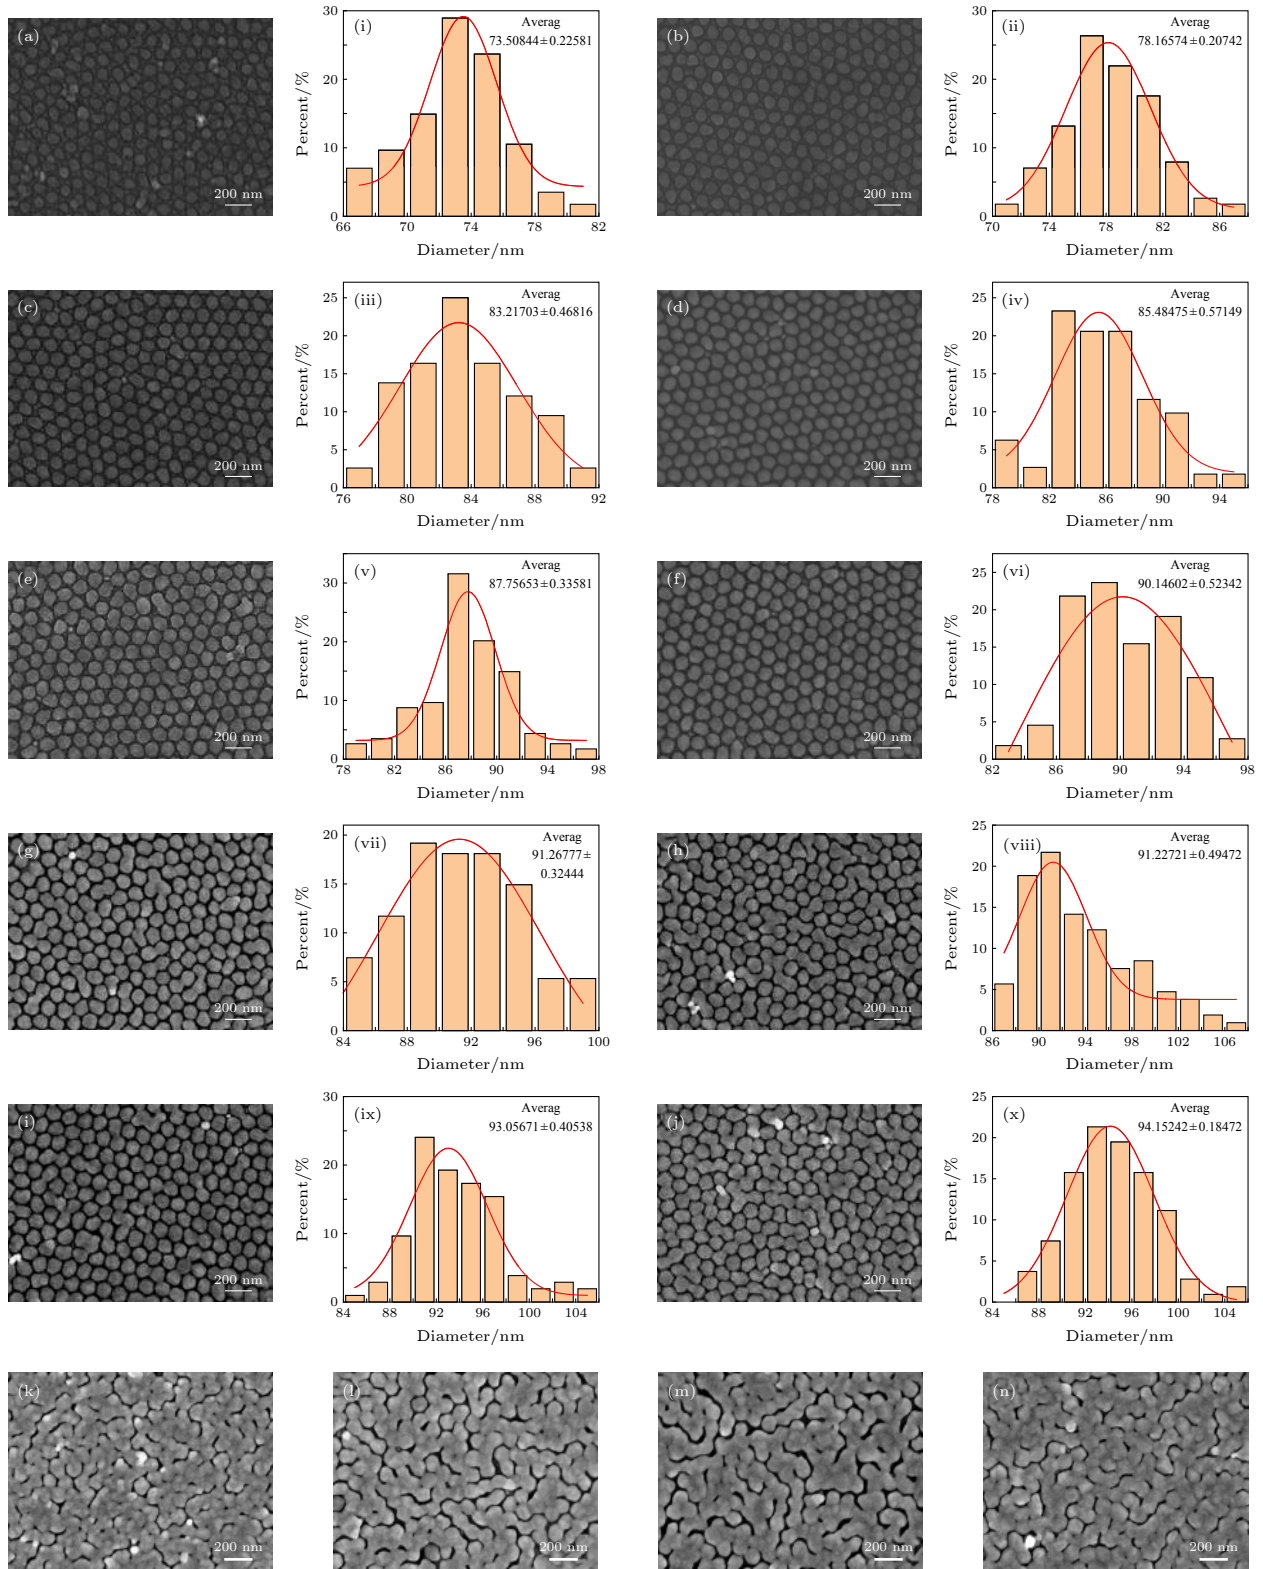 (a)
200 nm
(i)
Averag
73.50844±0.22581
Percent/%
30
20
10
0
66
70
74
78
82
Diameter/nm
(b)
200 nm
(ii)
Averag
78.16574±0.20742
Percent/%
30
20
10
0
70
74
78
82
86
Diameter/nm
(c)
200 nm
(iii)
Averag
83.21703±0.46816
Percent/%
25
20
15
10
5
0
76
80
84
88
92
Diameter/nm
(d)
200 nm
(iv)
Averag
85.48475±0.57149
Percent/%
25
20
15
10
5
0
78
82
86
90
94
Diameter/nm
(e)
200 nm
(v)
Averag
87.75653±0.33581
Percent/%
30
20
10
0
78
82
86
90
94
98
Diameter/nm
(f)
200 nm
(vi)
Averag
90.14602±0.52342
Percent/%
25
20
15
10
5
0
82
86
90
94
98
Diameter/nm
(g)
200 nm
(vii)
Averag
91.26777±
0.32444
Percent/%
20
15
10
5
0
84
88
92
96
100
Diameter/nm
(h)
200 nm
(viii)
Averag
91.22721±0.49472
Percent/%
25
20
15
10
5
0
86
90
94
98
102
106
Diameter/nm
(i)
200 nm
(ix)
Averag
93.05671±0.40538
Percent/%
30
20
10
0
84
88
92
96
100
104
Diameter/nm
(j)
200 nm
(x)
Averag
94.15242±0.18472
Percent/%
25
20
15
10
5
0
84
88
92
96
100
104
Diameter/nm
(k)
200 nm
(l)
200 nm
(m)
200 nm
(n)
200 nm